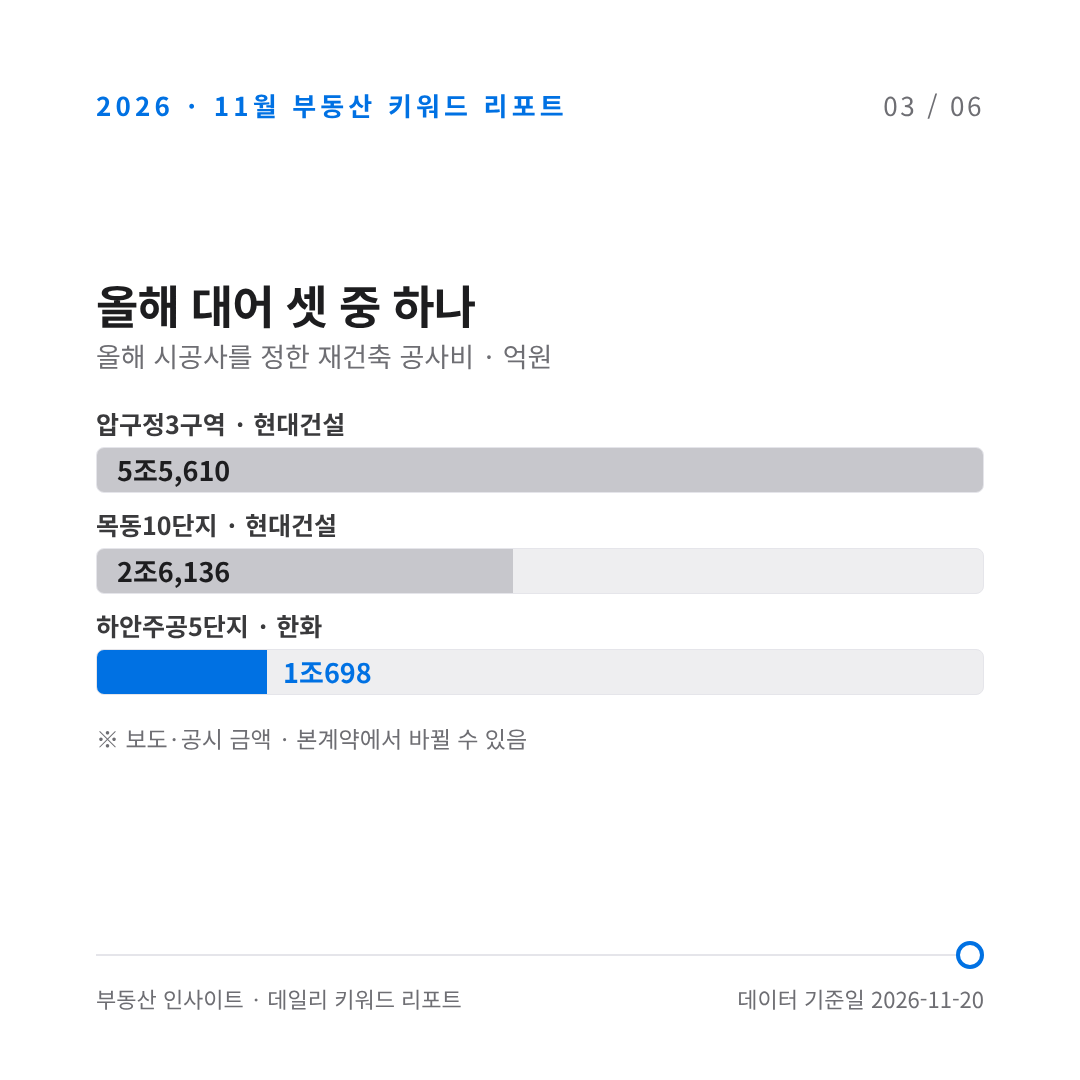 2026 · 11월 부동산 키워드 리포트
03 / 06
올해 대어 셋 중 하나
올해 시공사를 정한 재건축 공사비 · 억원
압구정3구역 · 현대건설
5조5,610
목동10단지 · 현대건설
2조6,136
하안주공5단지 · 한화
1조698
※ 보도·공시 금액 · 본계약에서 바뀔 수 있음
부동산 인사이트 · 데일리 키워드 리포트
데이터 기준일 2026-11-20